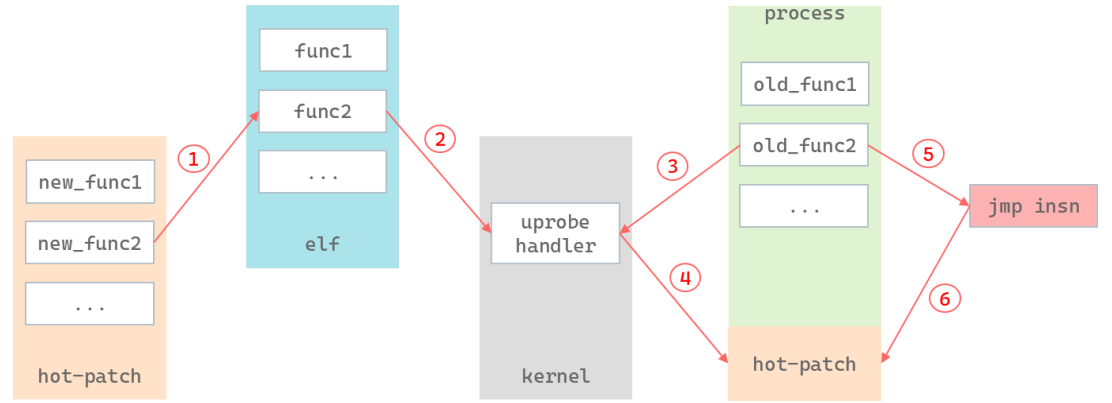 func1
func2
...
elf
new_func1
new_func2
...
hot-patch
uprobe
handler
kernel
process
old_func1
old_func2
...
hot-patch
jmp insn
①
②
③
④
⑤
⑥